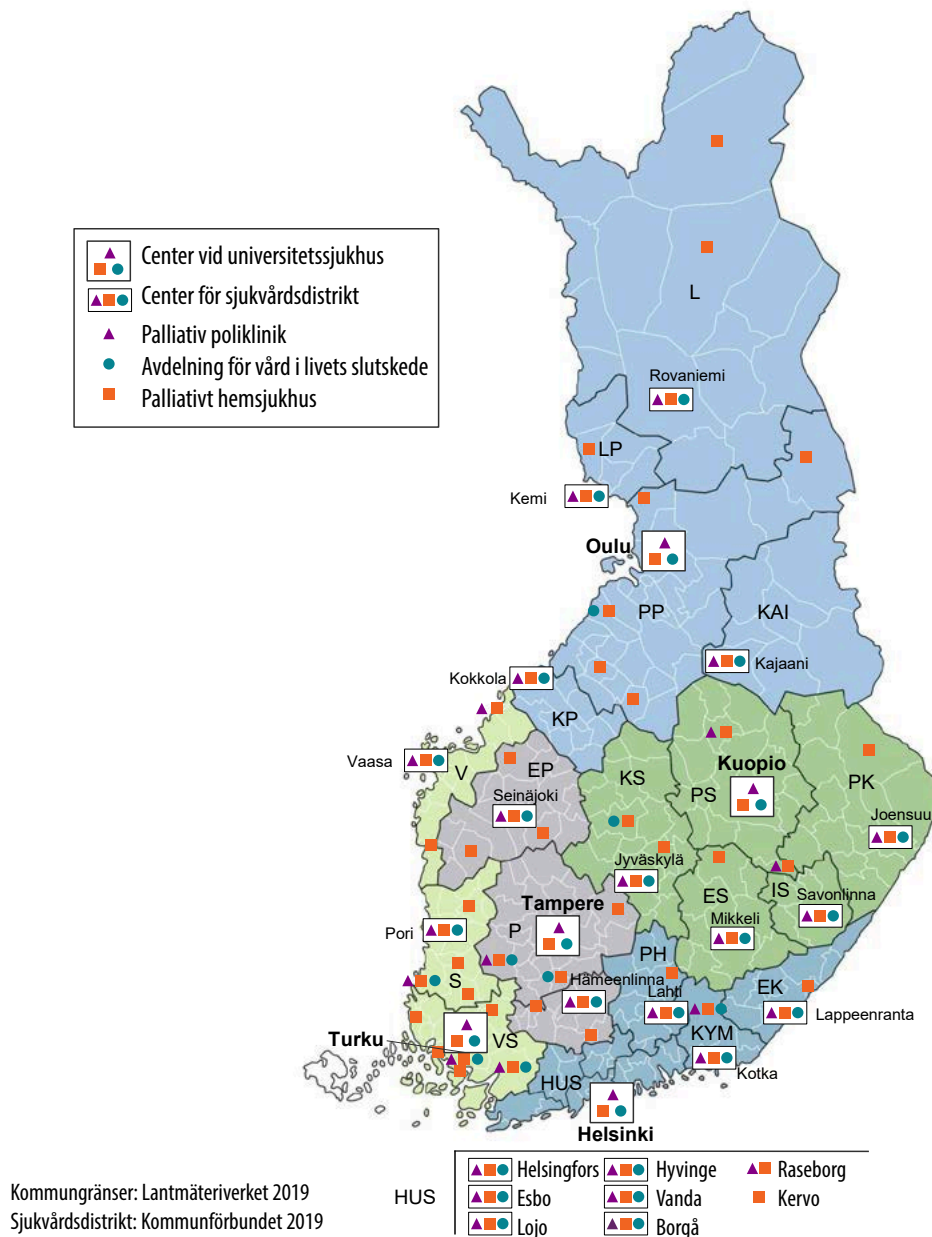 Center vid universitetssjukhus
Center för sjukvårdsdistrikt
Palliativ poliklinik
Avdelning för vård i livets slutskede
Palliativt hemsjukhus
L
Rovaniemi
LP
Kemi
Oulu
PP
KAI
Kajaani
Kokkola
KP
Vaasa
V
EP
KS
Kuopio
PS
PK
Seinäjoki
Joensuu
Jyväskylä
ES
IS
Savonlinna
Tampere
Mikkeli
Pori
P
PH
S
Hämeenlinna
Lahti
EK
Lappeenranta
Turku
VS
KYM
Kotka
HUS
Helsinki
HUS
Helsingfors
Hyvinge
Raseborg
Esbo
Vanda
Kervo
Lojo
Borgå
Kommungränser: Lantmäteriverket 2019
Sjukvårdsdistrikt: Kommunförbundet 2019